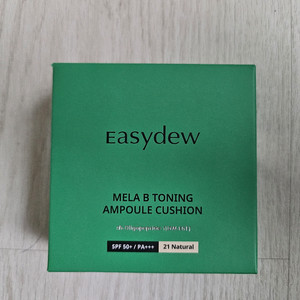 Easydew
MELA B TONING
AMPOULE CUSHION
SPF 50+ / PA+++
21 Natural